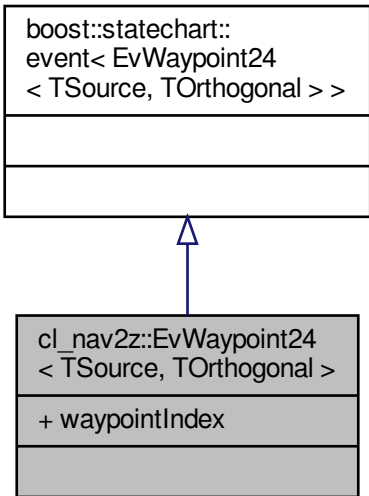 boost::statechart::
event< EvWaypoint24
< TSource, TOrthogonal > >
cl_nav2z::EvWaypoint24
< TSource, TOrthogonal >
+ waypointIndex